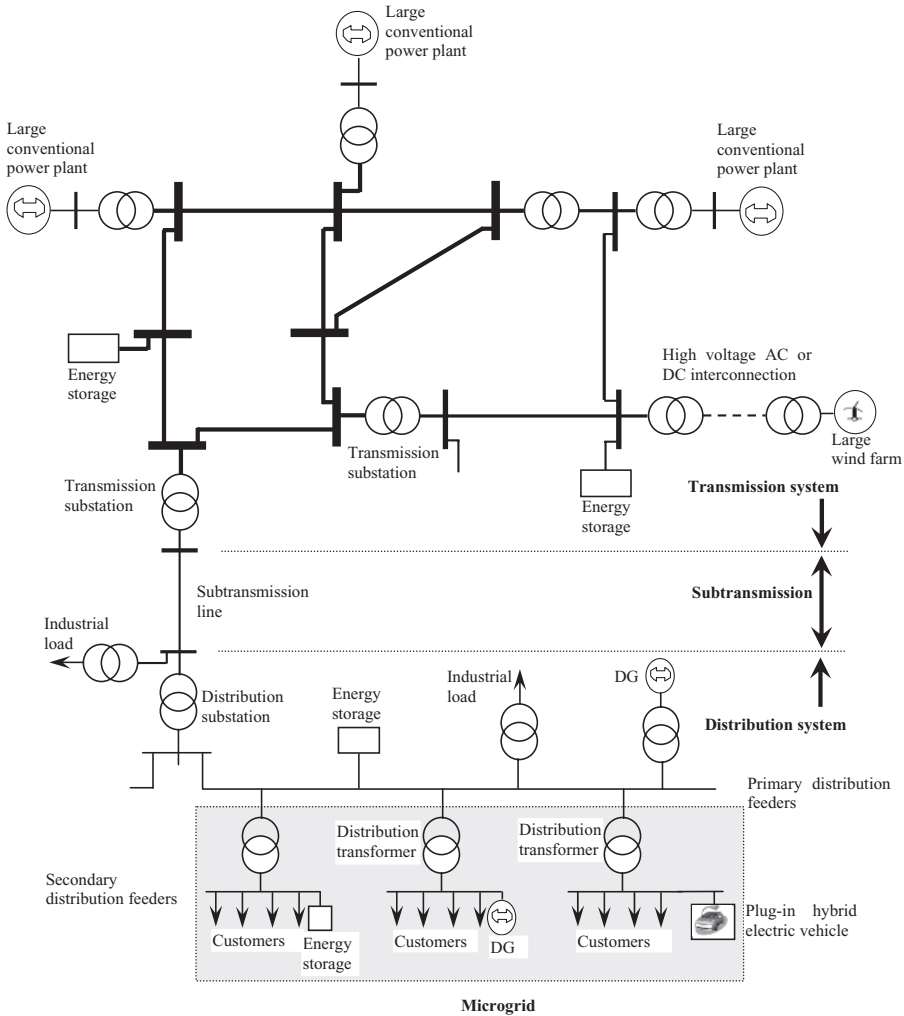 Large
conventional
power plant
Large
conventional
power plant
Large
conventional
power plant
Energy
storage
High voltage AC or
DC interconnection
Large
wind farm
Transmission
substation
Transmission
substation
Energy
storage
Transmission system
Subtransmission
line
Subtransmission
Industrial
load
Distribution
substation
Energy
storage
Industrial
load
DG
Distribution system
Primary distribution
feeders
Distribution
transformer
Distribution
transformer
Secondary
distribution feeders
Customers
Energy
storage
Customers
DG
Customers
Plug-in hybrid
electric vehicle
Microgrid